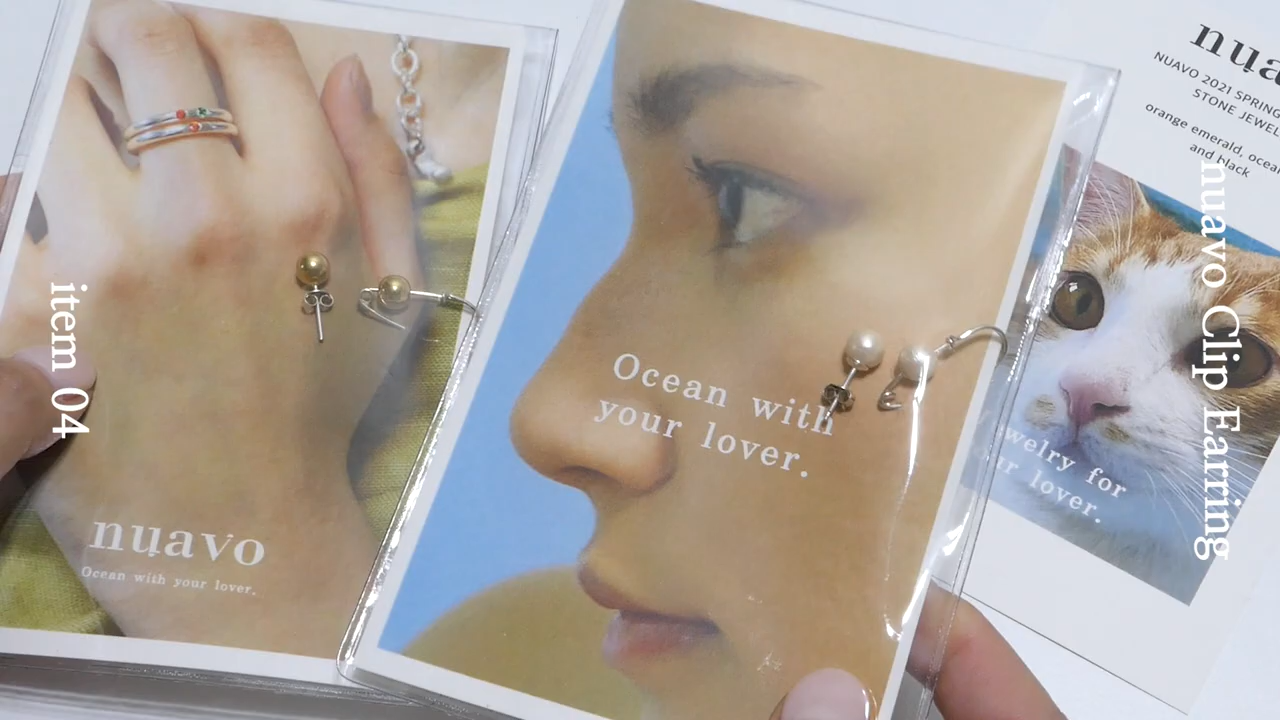 item 04
nuavo
Ocean with your lover.
Ocean with
your lover.
NUAVO 2021 SPRING
STONE JEWEL
orange emerald, ocea
and black
welry for
ur lover.
nuavo Clip Earring